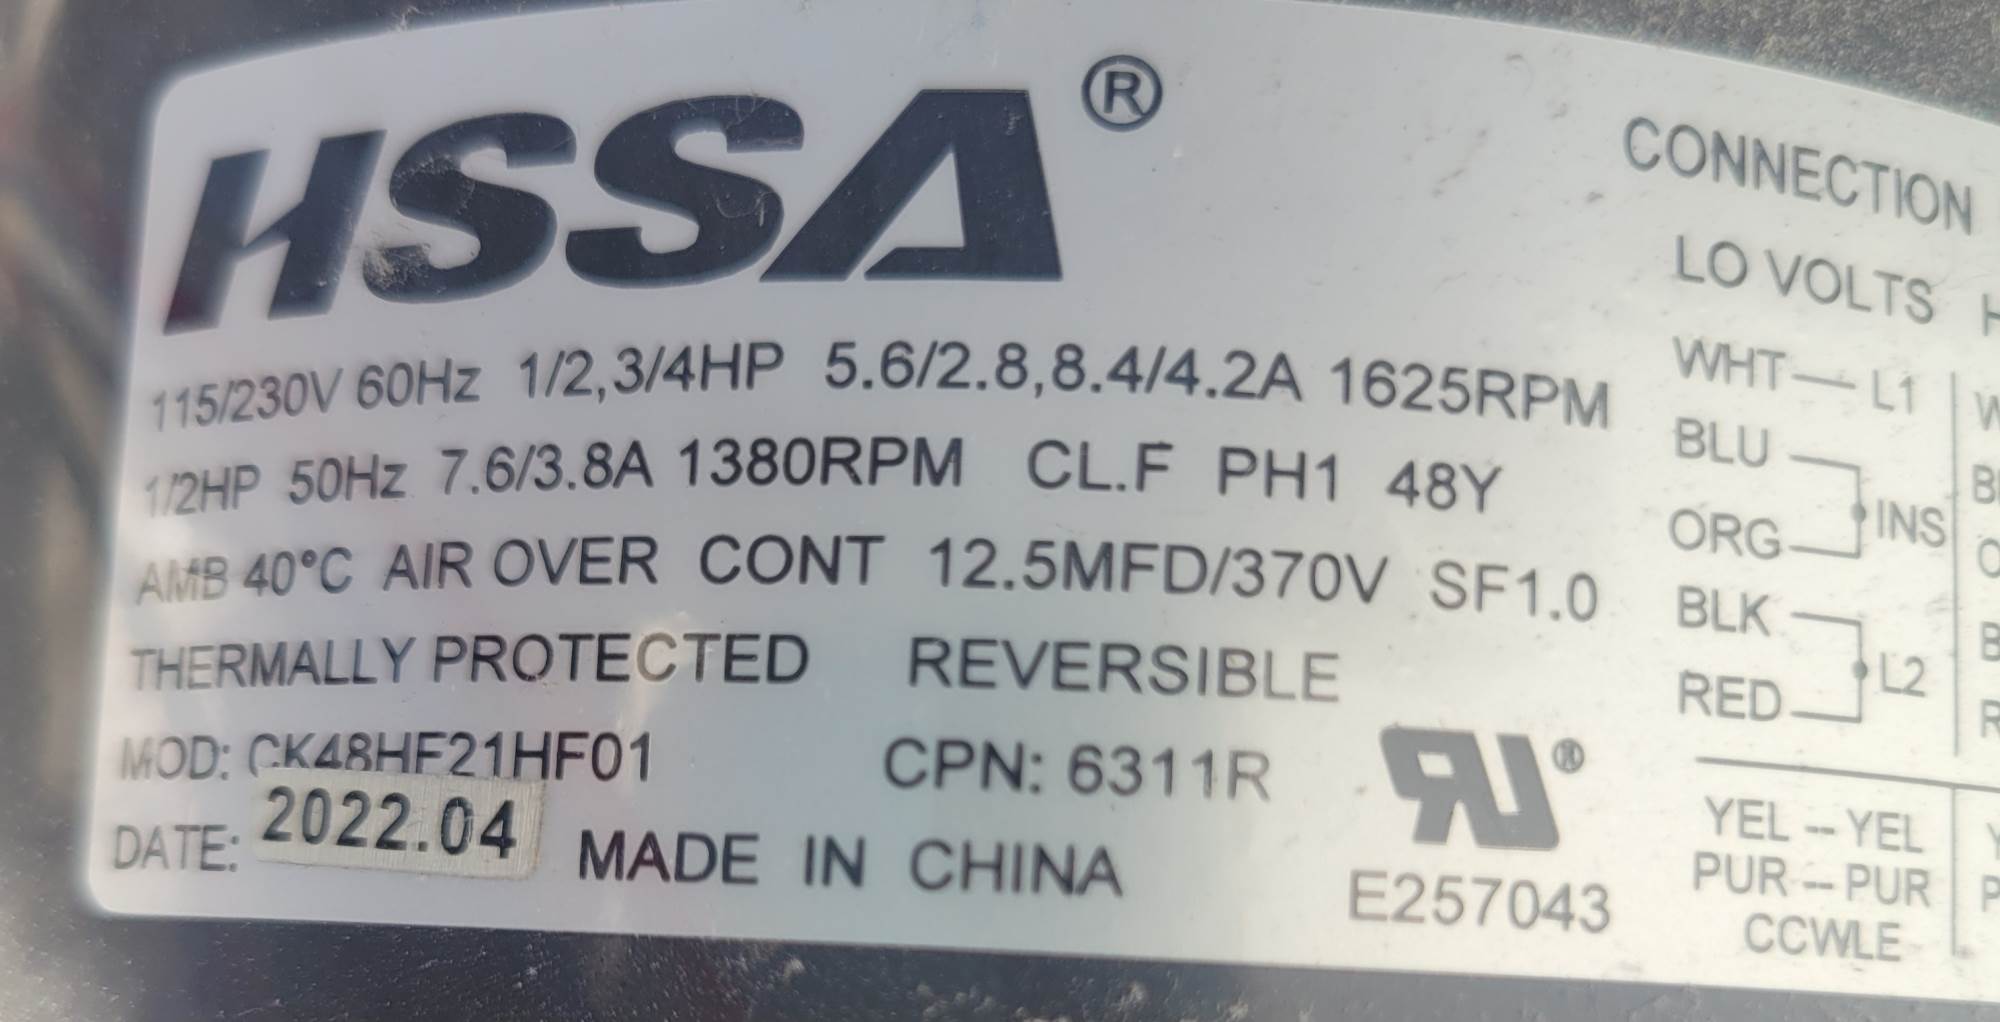 HSSA®
115/230V 60Hz 1/2,3/4HP 5.6/2.8,8.4/4.2A 1625RPM
1/2HP 50Hz 7.6/3.8A 1380RPM CL.F PH1 48Y
AMB 40°C AIR OVER CONT 12.5MFD/370V SF1.0
THERMALLY PROTECTED REVERSIBLE
MOD: CK48HF21HF01 CPN: 6311R
DATE: 2022.04 MADE IN CHINA
RU®
E257043
CONNECTION
LO VOLTS
WHT L1
BLU
INS
ORG
BLK
L2
RED
YEL -- YEL
PUR -- PUR
CCWLE